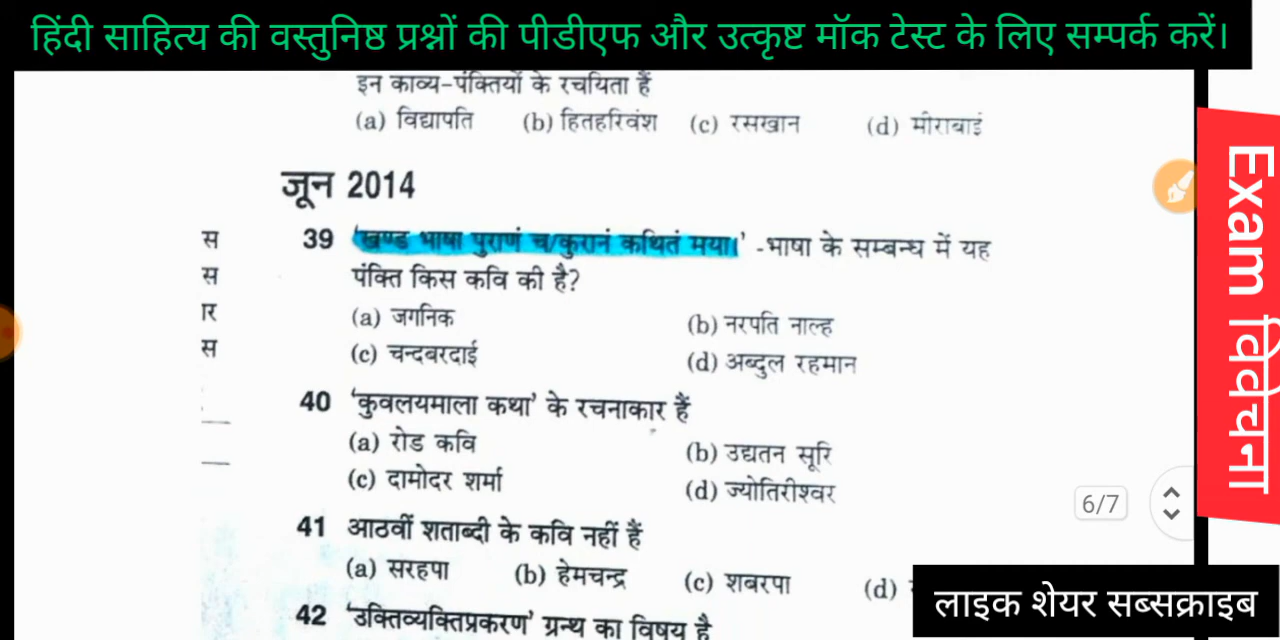 हिंदी साहित्य की वस्तुनिष्ठ प्रश्नों की पीडीएफ और उत्कृष्ट मॉक टेस्ट के लिए सम्पर्क करें।
इन काव्य-पंक्तियों के रचयिता हैं
(a) विद्यापति (b) हितहरिवंश (c) रसखान (d) मीराबाई
जून 2014
स
39 'खण्ड भाषा पुराणं च/कुरानं कथितं मया।' -भाषा के सम्बन्ध में यह
स
पंक्ति किस कवि की है?
(a) जगनिक (b) नरपति नाल्ह
स
(c) चन्दबरदाई (d) अब्दुल रहमान
40 'कुवलयमाला कथा' के रचनाकार हैं
(a) रोड कवि (b) उद्यतन सूरि
(c) दामोदर शर्मा (d) ज्योतिरीश्वर
6/7
41 आठवीं शताब्दी के कवि नहीं हैं
(a) सरहपा (b) हेमचन्द्र (c) शबरपा (d)
42 'उक्तिव्यक्तिप्रकरण' ग्रन्थ का विषय है
Exam विवेचना
लाइक शेयर सब्सक्राइब